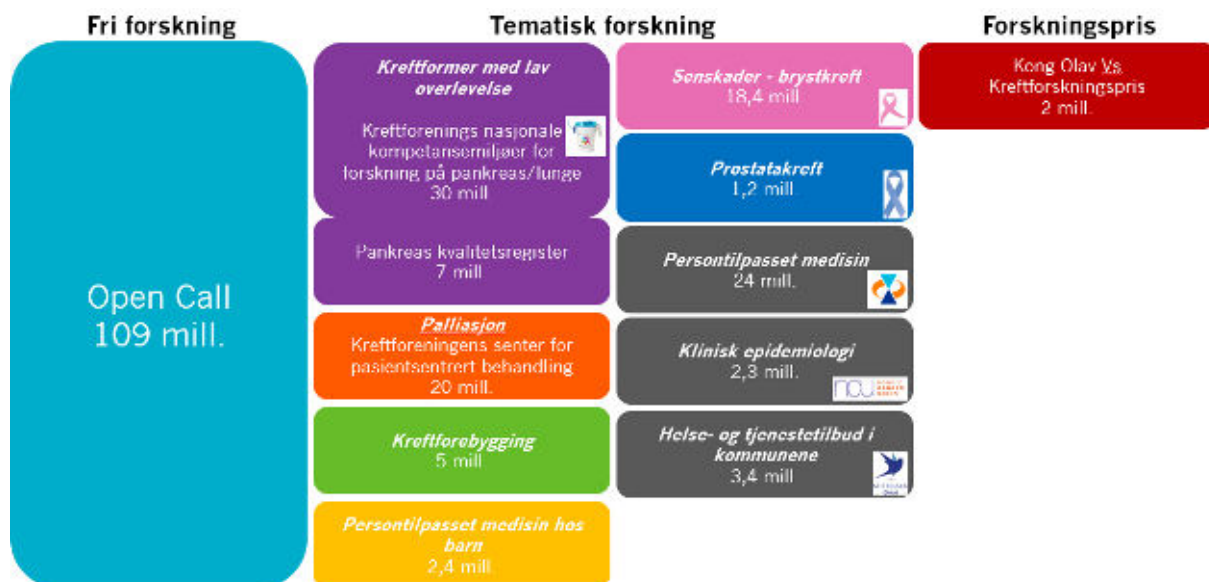 Fri forskning
Tematisk forskning
Forskningspris
Open Call
109 mill.
Kreftformer med lav
overlevelse
Kreftforenings nasjonale
kompetansemiljøer for
forskning på pankreas/lunge
30 mill
Pankreas kvalitetsregister
7 mill
Palliasjon
Kreftforeningens senter for
pasientsentrert behandling
20 mill.
Kreftforebygging
5 mill
Persontilpasset medisin hos
barn
2,4 mill
Senskader - brystkreft
18,4 mill
Prostatakreft
1,2 mill
Persontilpasset medisin
24 mill.
Klinisk epidemiologi
2,3 mill.
ncu
Helse- og tjenestetilbud i
kommunene
3,4 mill
Kong Olav Vs
Kreftforskningspris
2 mill.